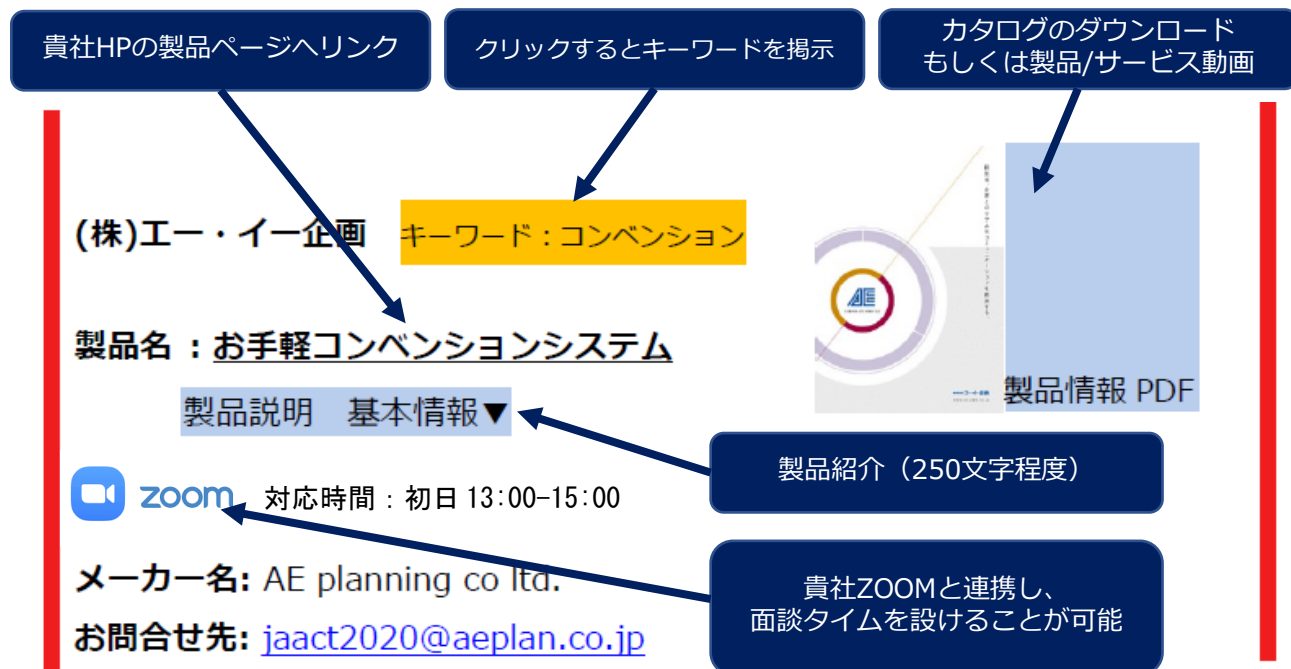 貴社HPの製品ページへリンク
クリックするとキーワードを掲示
カタログのダウンロード
もしくは製品/サービス動画
(株)エー・イー企画
キーワード：コンベンション
製品名 : お手軽コンベンションシステム
製品説明　基本情報▼
AE
製品情報 PDF
製品紹介（250文字程度）
zoom 対応時間：初日 13:00-15:00
メーカー名: AE planning co ltd.
貴社ZOOMと連携し、
面談タイムを設けることが可能
お問合せ先: jaact2020@aeplan.co.jp